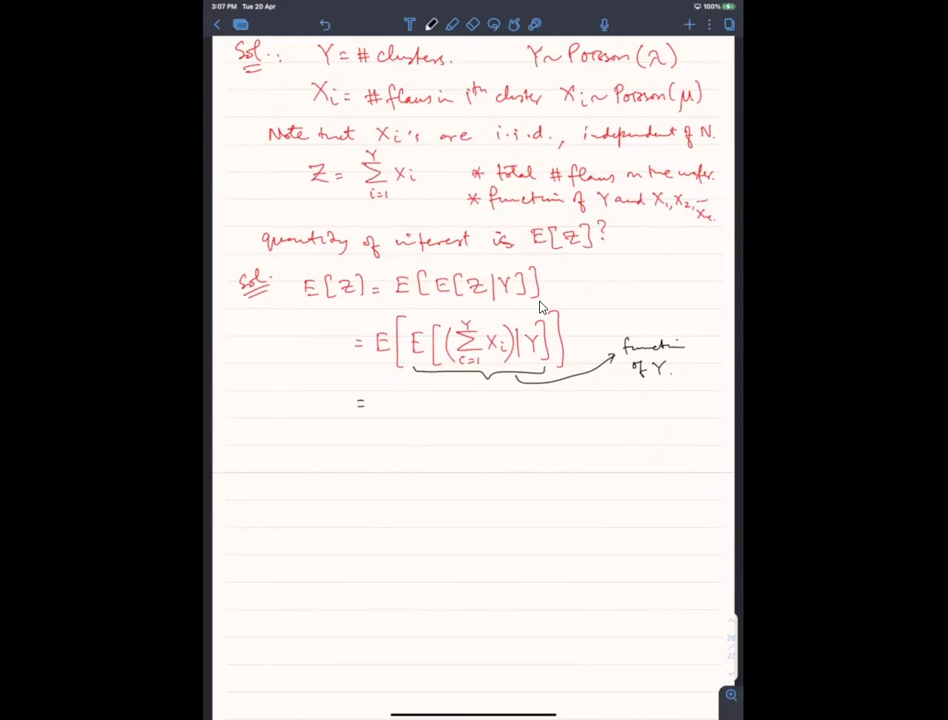 3:07 PM Tue 20 Apr 100%
Sol.: Y = # clusters. Y ~ Poisson(λ)
Xi = # flaws in ith cluster Xi ~ Poisson(μ)
Note that Xi's are i.i.d., independent of N.
Z = Σ_{i=1}^{Y} Xi * total # flaws on the wafer.
* function of Y and X1, X2, –
quantity of interest is E[Z]?
Sol: E[Z] = E[E[Z|Y]]
= E[E[(Σ_{i=1}^{Y} Xi)|Y]]
function
of Y.
=
26
27